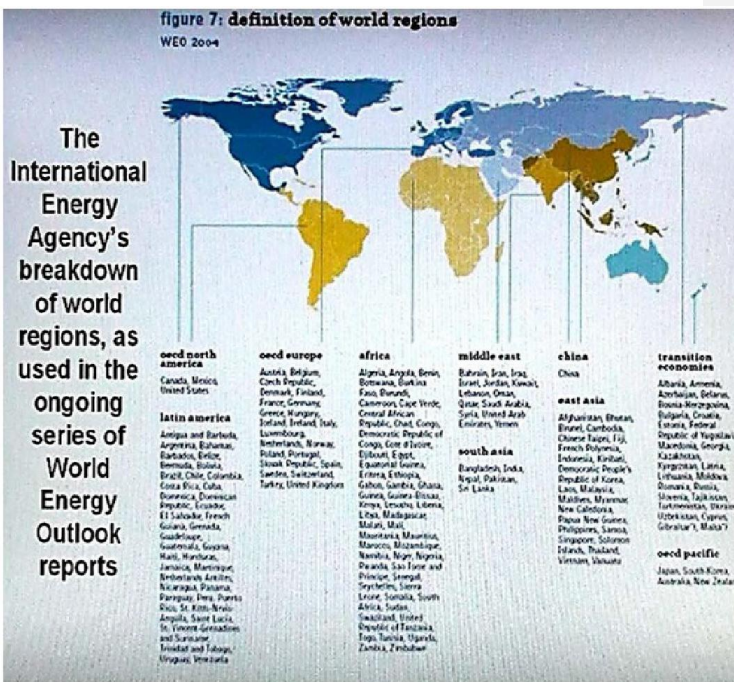 figure 7: definition of world regions
WEO 2004
The
International
Energy
Agency's
breakdown
of world
regions, as
used in the
ongoing
series of
World
Energy
Outlook
reports
oecd north
america
Canada, Mexico,
United States
latin america
Antigua and Barbuda,
Argentina, Bahamas,
Barbados, Belize,
Bermuda, Bolivia,
Brazil, Chile, Colombia,
Costa Rica, Cuba,
Dominica, Dominican
Republic, Ecuador,
El Salvador, French
Guiana, Grenada,
Guadeloupe,
Guatemala, Guyana,
Haiti, Honduras,
Jamaica, Martinique,
Netherlands Antilles,
Nicaragua, Panama,
Paraguay, Peru, Puerto
Rico, St. Kitts-Nevis-
Anguila, Saint Lucia,
St. Vincent-Grenadines
and Suriname,
Trinidad and Tobago,
Uruguay, Venezuela
oecd europe
Austria, Belgium,
Czech Republic,
Denmark, Finland,
France, Germany,
Greece, Hungary,
Iceland, Ireland, Italy,
Luxembourg,
Netherlands, Norway,
Poland, Portugal,
Slovak Republic, Spain,
Sweden, Switzerland,
Turkey, United Kingdom
africa
Algeria, Angola, Benin,
Botswana, Burkina
Faso, Burundi,
Cameroon, Cape Verde,
Central African
Republic, Chad, Congo,
Democratic Republic of
Congo, Cote d'Ivoire,
Djibouti, Egypt,
Equatorial Guinea,
Eritrea, Ethiopia,
Gabon, Gambia, Ghana,
Guinea, Guinea-Bissau,
Kenya, Lesotho, Liberia,
Libya, Madagascar,
Malati, Mali,
Mauritania, Mauritius,
Marocco, Mozambique,
Namibia, Niger, Nigeria,
Rwanda, Sao Tome and
Principe, Senegal,
Seychelles, Sierra
Leone, Somalia, South
Africa, Sudan,
Swaziland, United
Republic of Tanzania,
Togo, Tunisia, Uganda,
Zambia, Zimbabwe
middle east
Bahrain, Iran, Iraq,
Israel, Jordan, Kuwait,
Lebanon, Oman,
Qatar, Saudi Arabia,
Syria, United Arab
Emirates, Yemen
south asia
Bangladesh, India,
Nepal, Pakistan,
Sri Lanka
china
China
east asia
Afghanistan, Bhutan,
Brunei, Cambodia,
Chinese Taipei, Fiji,
French Polynesia,
Indonesia, Kiribati,
Democratic People's
Republic of Korea,
Laos, Malaysia,
Maldives, Myanmar,
New Caledonia,
Papua New Guinea,
Philippines, Samoa,
Singapore, Solomon
Islands, Thailand,
Vietnam, Vanuatu
transition
economies
Albania, Armenia,
Azerbaijan, Belarus,
Bosnia-Herzegovina,
Bulgaria, Croatia,
Estonia, Federal
Republic of Yugoslavi
Macedonia, Georgia,
Kazakhstan,
Kyrgyzstan, Latvia,
Lithuania, Moldova,
Romania, Russia,
Slovenia, Tajikistan,
Turkmenistan, Ukrain
Uzbekistan, Cyprus,
Gibraltar*), Malta*)
oecd pacific
Japan, South Korea,
Australia, New Zeala